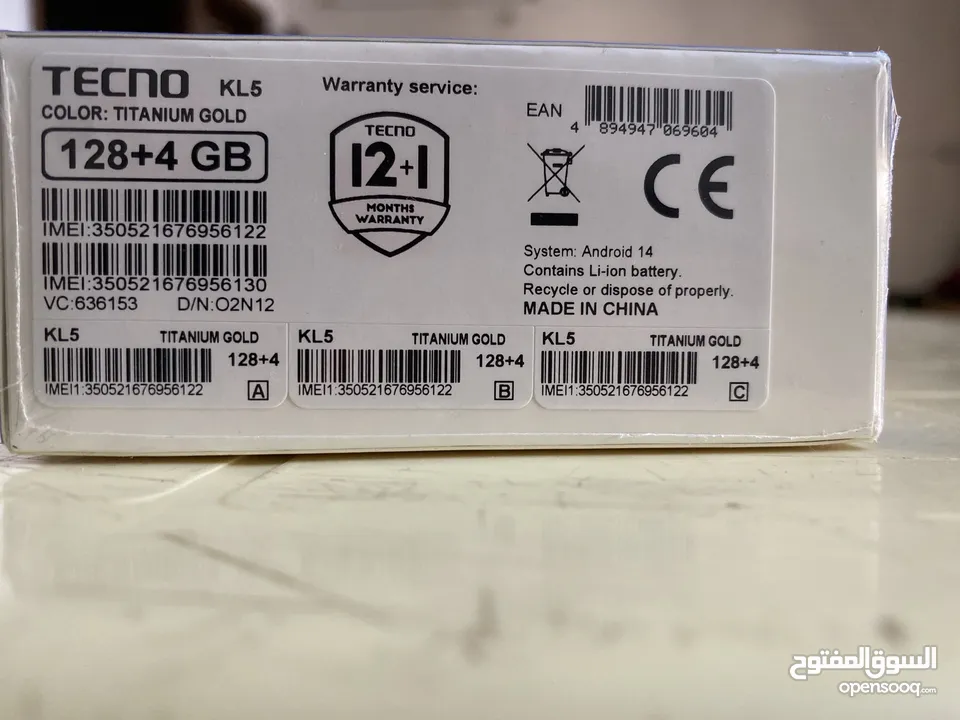 TECNO KL5
COLOR: TITANIUM GOLD
128+4 GB
IMEI:350521676956122
IMEI:350521676956130
VC:636153 D/N:O2N12
Warranty service:
TECNO
12+1
MONTHS
WARRANTY
EAN
4 894947 069604
CE
System: Android 14
Contains Li-ion battery.
Recycle or dispose of properly.
MADE IN CHINA
KL5 TITANIUM GOLD
128+4
IMEI1:350521676956122 A
KL5 TITANIUM GOLD
128+4
IMEI1:350521676956122 B
KL5 TITANIUM GOLD
128+4
IMEI1:350521676956122 C
السوق المفتوح
opensooq.com